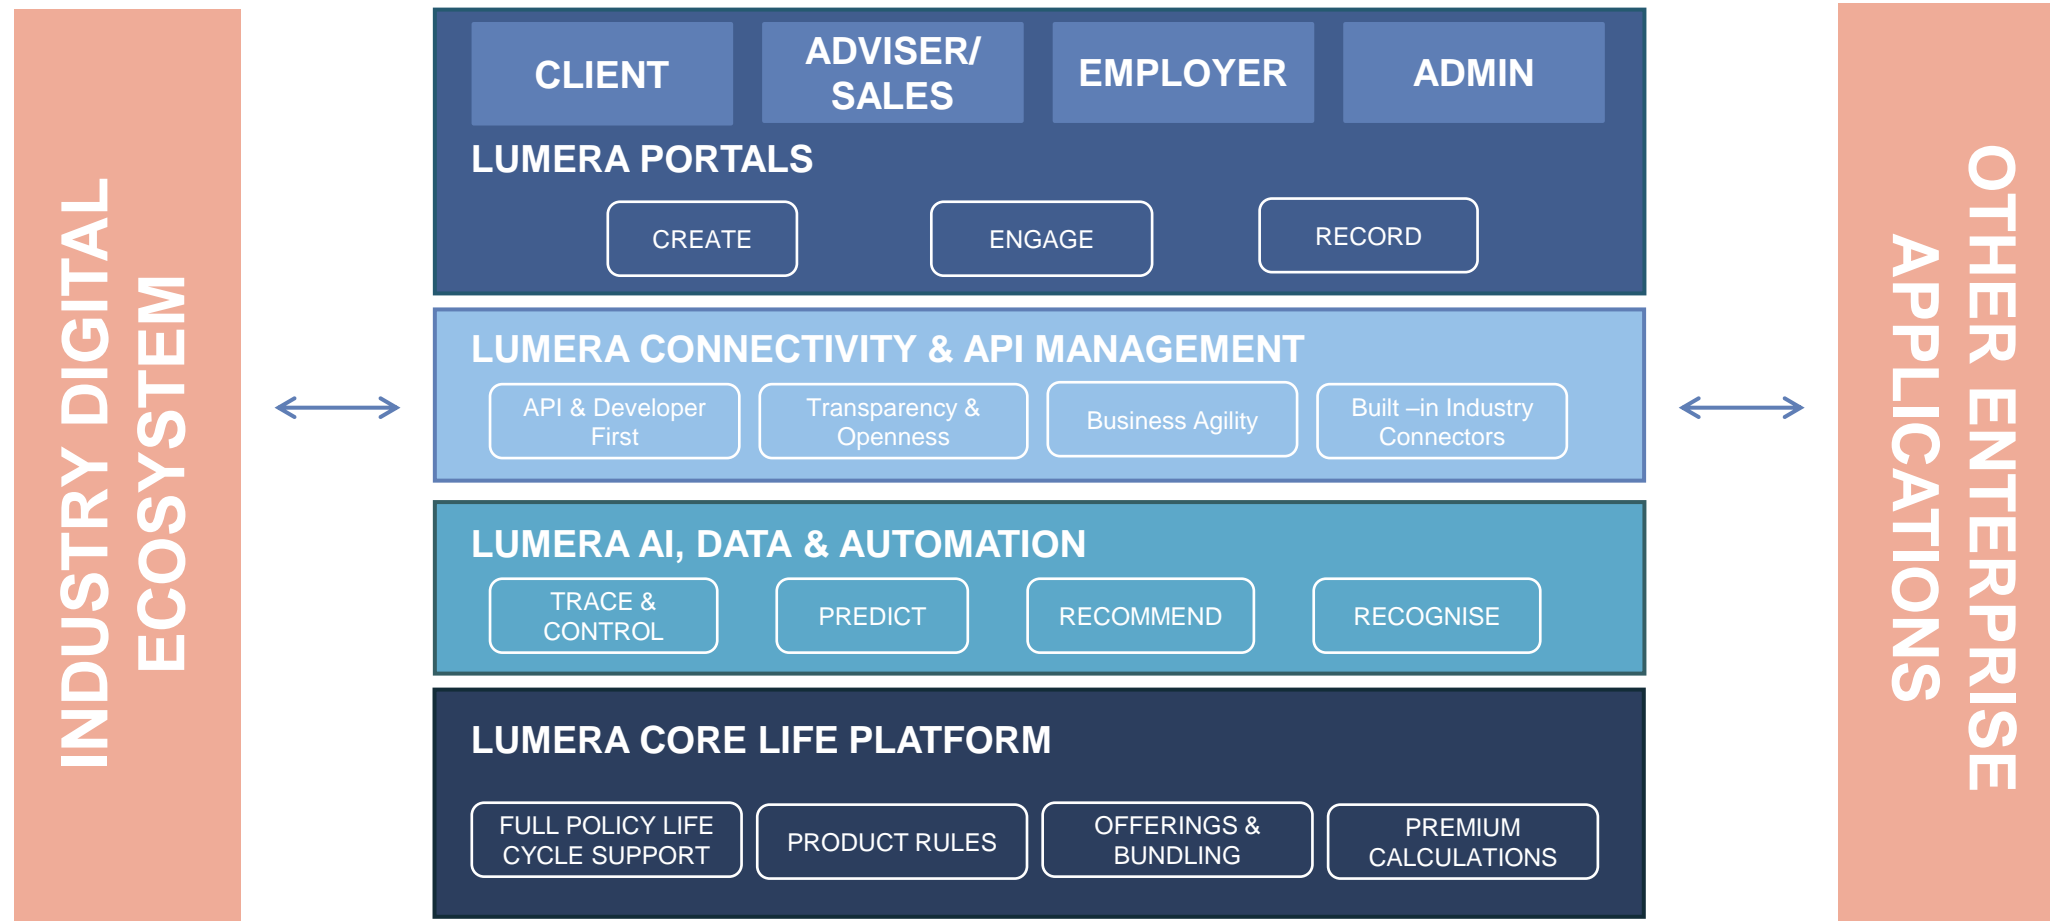 INDUSTRY DIGITAL
ECOSYSTEM
CLIENT
ADVISER/
SALES
EMPLOYER
ADMIN
LUMERA PORTALS
CREATE
ENGAGE
RECORD
LUMERA CONNECTIVITY & API MANAGEMENT
API & Developer
First
Transparency &
Openness
Business Agility
Built –in Industry
Connectors
LUMERA AI, DATA & AUTOMATION
TRACE &
CONTROL
PREDICT
RECOMMEND
RECOGNISE
LUMERA CORE LIFE PLATFORM
FULL POLICY LIFE
CYCLE SUPPORT
PRODUCT RULES
OFFERINGS &
BUNDLING
PREMIUM
CALCULATIONS
OTHER ENTERPRISE
APPLICATIONS